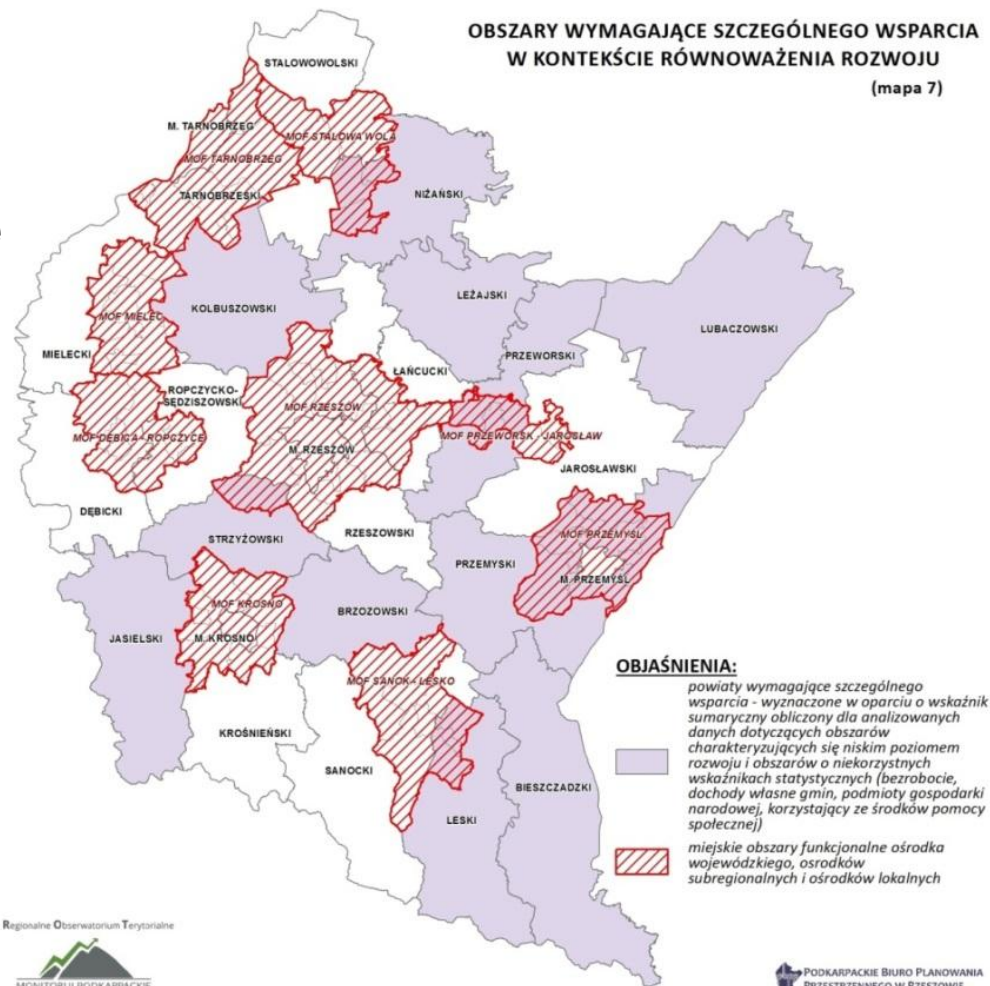 OBSZARY WYMAGAJĄCE SZCZEGÓLNEGO WSPARCIA
W KONTEKŚCIE RÓWNOWAŻENIA ROZWOJU
(mapa 7)
STALOWOWOLSKI
M. TARNOBRZEG
MOF STALOWA WOLA
MOF TARNOBRZEG
TARNOBRZESKI
NIŻAŃSKI
KOLBUSZOWSKI
LEŻAJSKI
MOF MIELEC
LUBACZOWSKI
MIELECKI
PRZEWORSKI
ŁAŃCUCKI
ROPCZYCKO-
SĘDZISZOWSKI
MOF RZESZÓW
MOF DĘBICA - ROPCZYCE
MOF PRZEWORSK - JAROSŁAW
M. RZESZÓW
JAROSŁAWSKI
DĘBICKI
RZESZOWSKI
MOF PRZEMYŚL
STRZYŻOWSKI
PRZEMYSKI
M. PRZEMYŚL
MOF KROSNO
BRZOZOWSKI
JASIELSKI
M. KROSNO
MOF SANOK - LESKO
KROŚNIEŃSKI
SANOCKI
BIESZCZADZKI
LESKI
OBJAŚNIENIA:
powiaty wymagające szczególnego
wsparcia - wyznaczone w oparciu o wskaźnik
sumaryczny obliczony dla analizowanych
danych dotyczących obszarów
charakteryzujących się niskim poziomem
rozwoju i obszarów o niekorzystnych
wskaźnikach statystycznych (bezrobocie,
dochody własne gmin, podmioty gospodarki
narodowej, korzystający ze środków pomocy
społecznej)
miejskie obszary funkcjonalne ośrodka
wojewódzkiego, osrodków
subregionalnych i ośrodków lokalnych
Regionalne Obserwatorium Terytorialne
MONITORUJ PODKARPACKIE
PODKARPACKIE BIURO PLANOWANIA
PRZESTRZENNEGO W RZESZOWIE